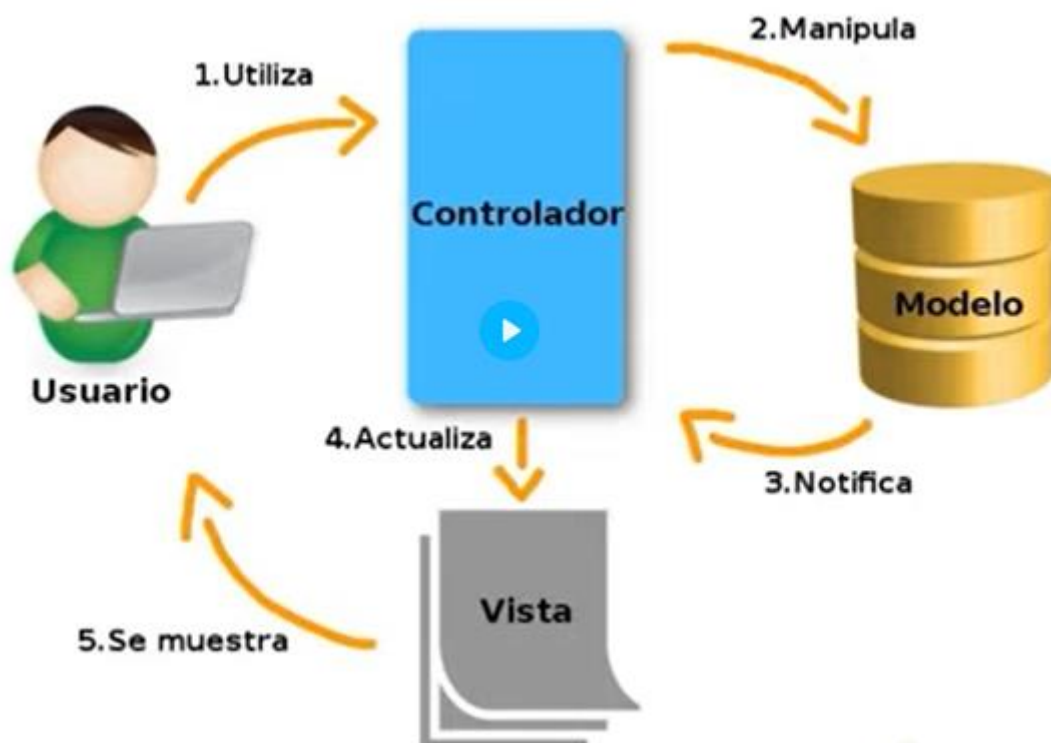 2.Manipula
1.Utiliza
Controlador
Modelo
Usuario
4.Actualiza
3.Notifica
Vista
5.Se muestra